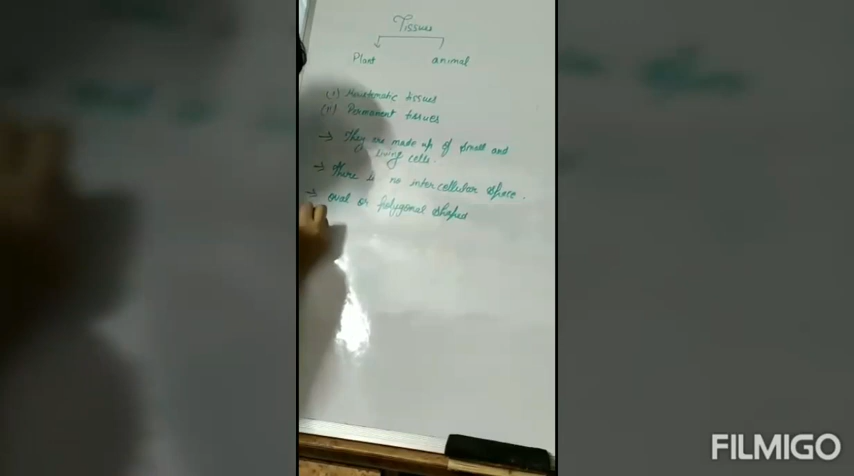 Tissues
Plant animal
(i) Meristematic tissues
(ii) Permanent tissues
→ They are made up of small and
living cells.
→ There is no intercellular space.
→ oval or polygonal shaped
FILMIGO